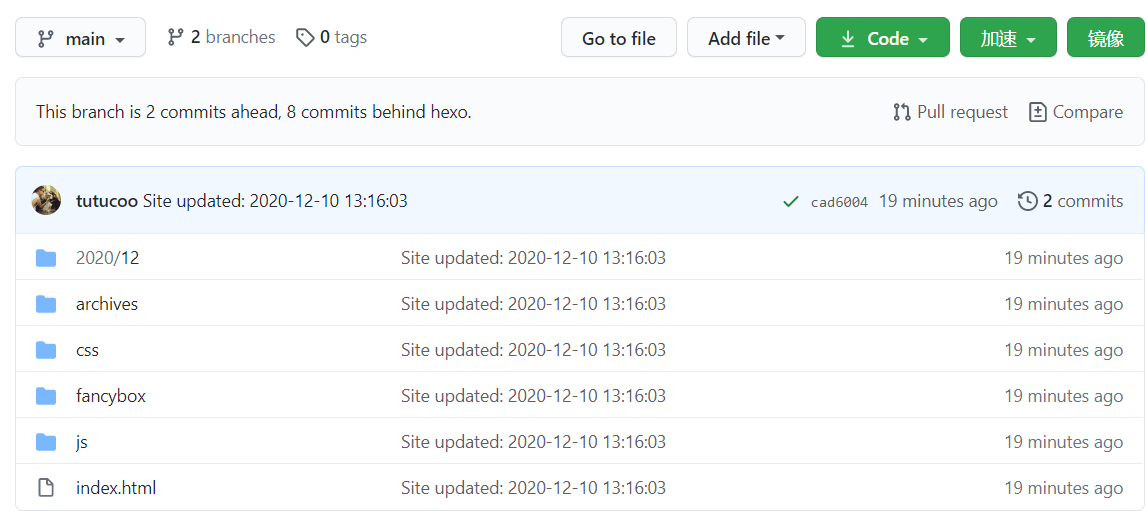 main 2 branches 0 tags Go to file Add file Code 加速 镜像
This branch is 2 commits ahead, 8 commits behind hexo. Pull request Compare
tutucoo Site updated: 2020-12-10 13:16:03 cad6004 19 minutes ago 2 commits
2020/12 Site updated: 2020-12-10 13:16:03 19 minutes ago
archives Site updated: 2020-12-10 13:16:03 19 minutes ago
css Site updated: 2020-12-10 13:16:03 19 minutes ago
fancybox Site updated: 2020-12-10 13:16:03 19 minutes ago
js Site updated: 2020-12-10 13:16:03 19 minutes ago
index.html Site updated: 2020-12-10 13:16:03 19 minutes ago